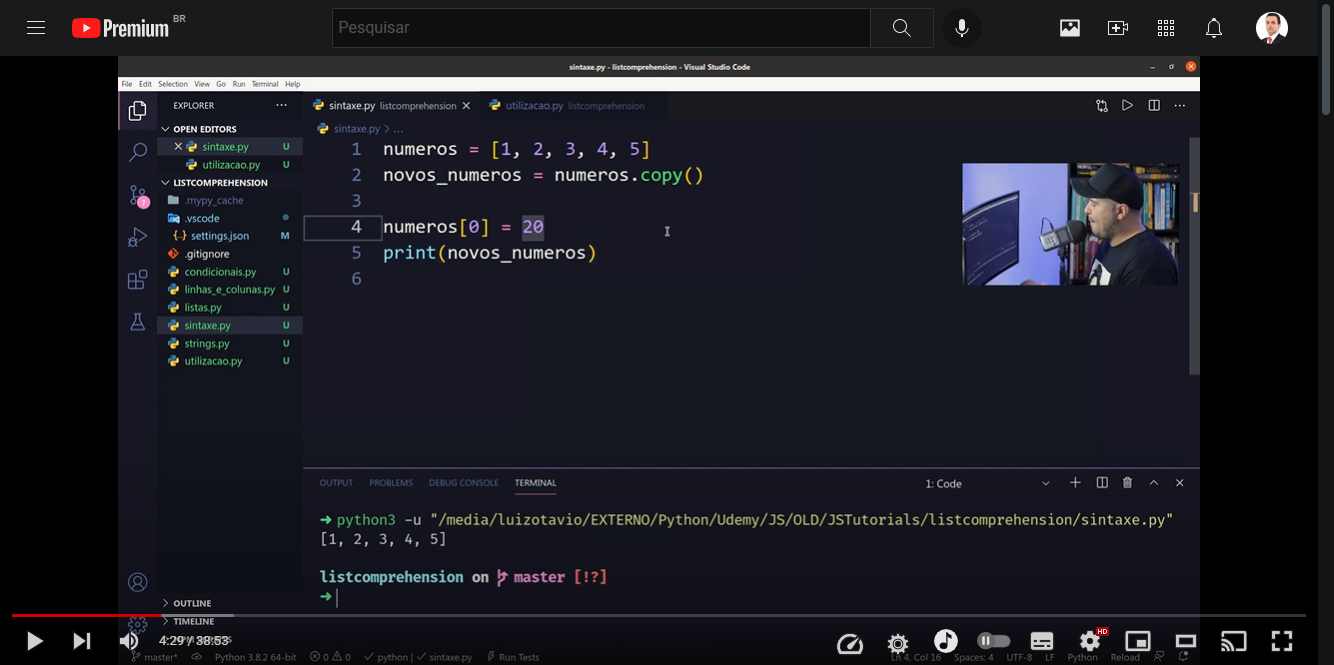 Premium BR
Pesquisar
sintaxe.py - listcomprehension - Visual Studio Code
File Edit Selection View Go Run Terminal Help
EXPLORER
sintaxe.py listcomprehension
utilizacao.py listcomprehension
OPEN EDITORS
sintaxe.py U
utilizacao.py U
LISTCOMPREHENSION
.mypy_cache
.vscode
settings.json M
.gitignore
condicionais.py U
linhas_e_colunas.py U
listas.py U
sintaxe.py U
strings.py U
utilizacao.py U
7
sintaxe.py > ...
1 numeros = [1, 2, 3, 4, 5]
2 novos_numeros = numeros.copy()
3
4 numeros[0] = 20
5 print(novos_numeros)
6
OUTPUT PROBLEMS DEBUG CONSOLE TERMINAL
1: Code
➜ python3 -u "/media/luizotavio/EXTERNO/Python/Udemy/JS/OLD/JSTutorials/listcomprehension/sintaxe.py"
[1, 2, 3, 4, 5]
listcomprehension on master [!?]
➜
OUTLINE
TIMELINE
4:29 / 38:53
HD
master* Python 3.8.2 64-bit 0 0 python | sintaxe.py Run Tests
Ln 4, Col 16 Spaces: 4 UTF-8 LF Python Reload